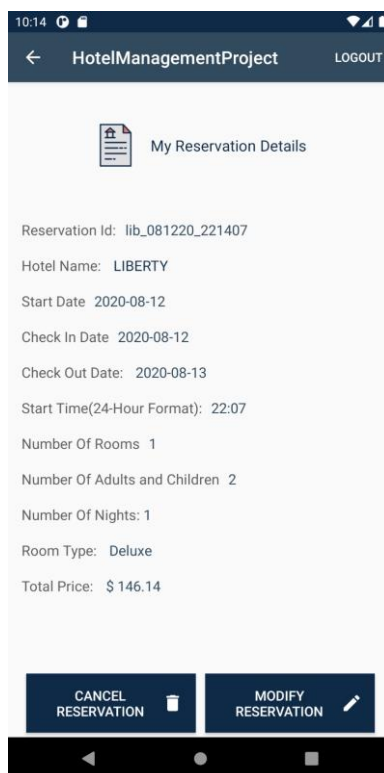 10:14
HotelManagementProject LOGOUT
My Reservation Details
Reservation Id: lib_081220_221407
Hotel Name: LIBERTY
Start Date 2020-08-12
Check In Date 2020-08-12
Check Out Date: 2020-08-13
Start Time(24-Hour Format): 22:07
Number Of Rooms 1
Number Of Adults and Children 2
Number Of Nights: 1
Room Type: Deluxe
Total Price: $ 146.14
CANCEL
RESERVATION
MODIFY
RESERVATION